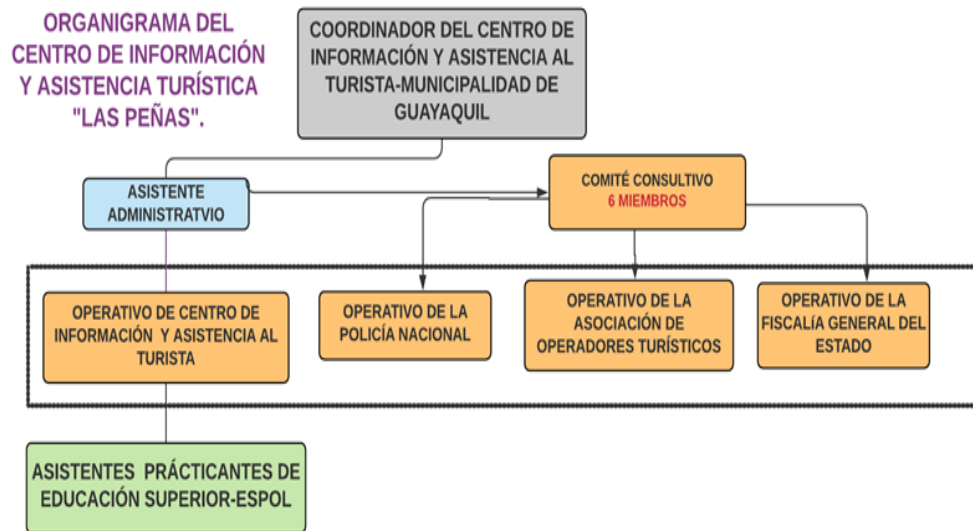 ORGANIGRAMA DEL
CENTRO DE INFORMACIÓN
Y ASISTENCIA TURÍSTICA
"LAS PEÑAS".
COORDINADOR DEL CENTRO DE
INFORMACIÓN Y ASISTENCIA AL
TURISTA-MUNICIPALIDAD DE
GUAYAQUIL
ASISTENTE
ADMINISTRATVIO
COMITÉ CONSULTIVO
6 MIEMBROS
OPERATIVO DE CENTRO DE
INFORMACIÓN Y ASISTENCIA AL
TURISTA
OPERATIVO DE LA
POLICÍA NACIONAL
OPERATIVO DE LA
ASOCIACIÓN DE
OPERADORES TURÍSTICOS
OPERATIVO DE LA
FISCALÍA GENERAL DEL
ESTADO
ASISTENTES PRÁCTICANTES DE
EDUCACIÓN SUPERIOR-ESPOL